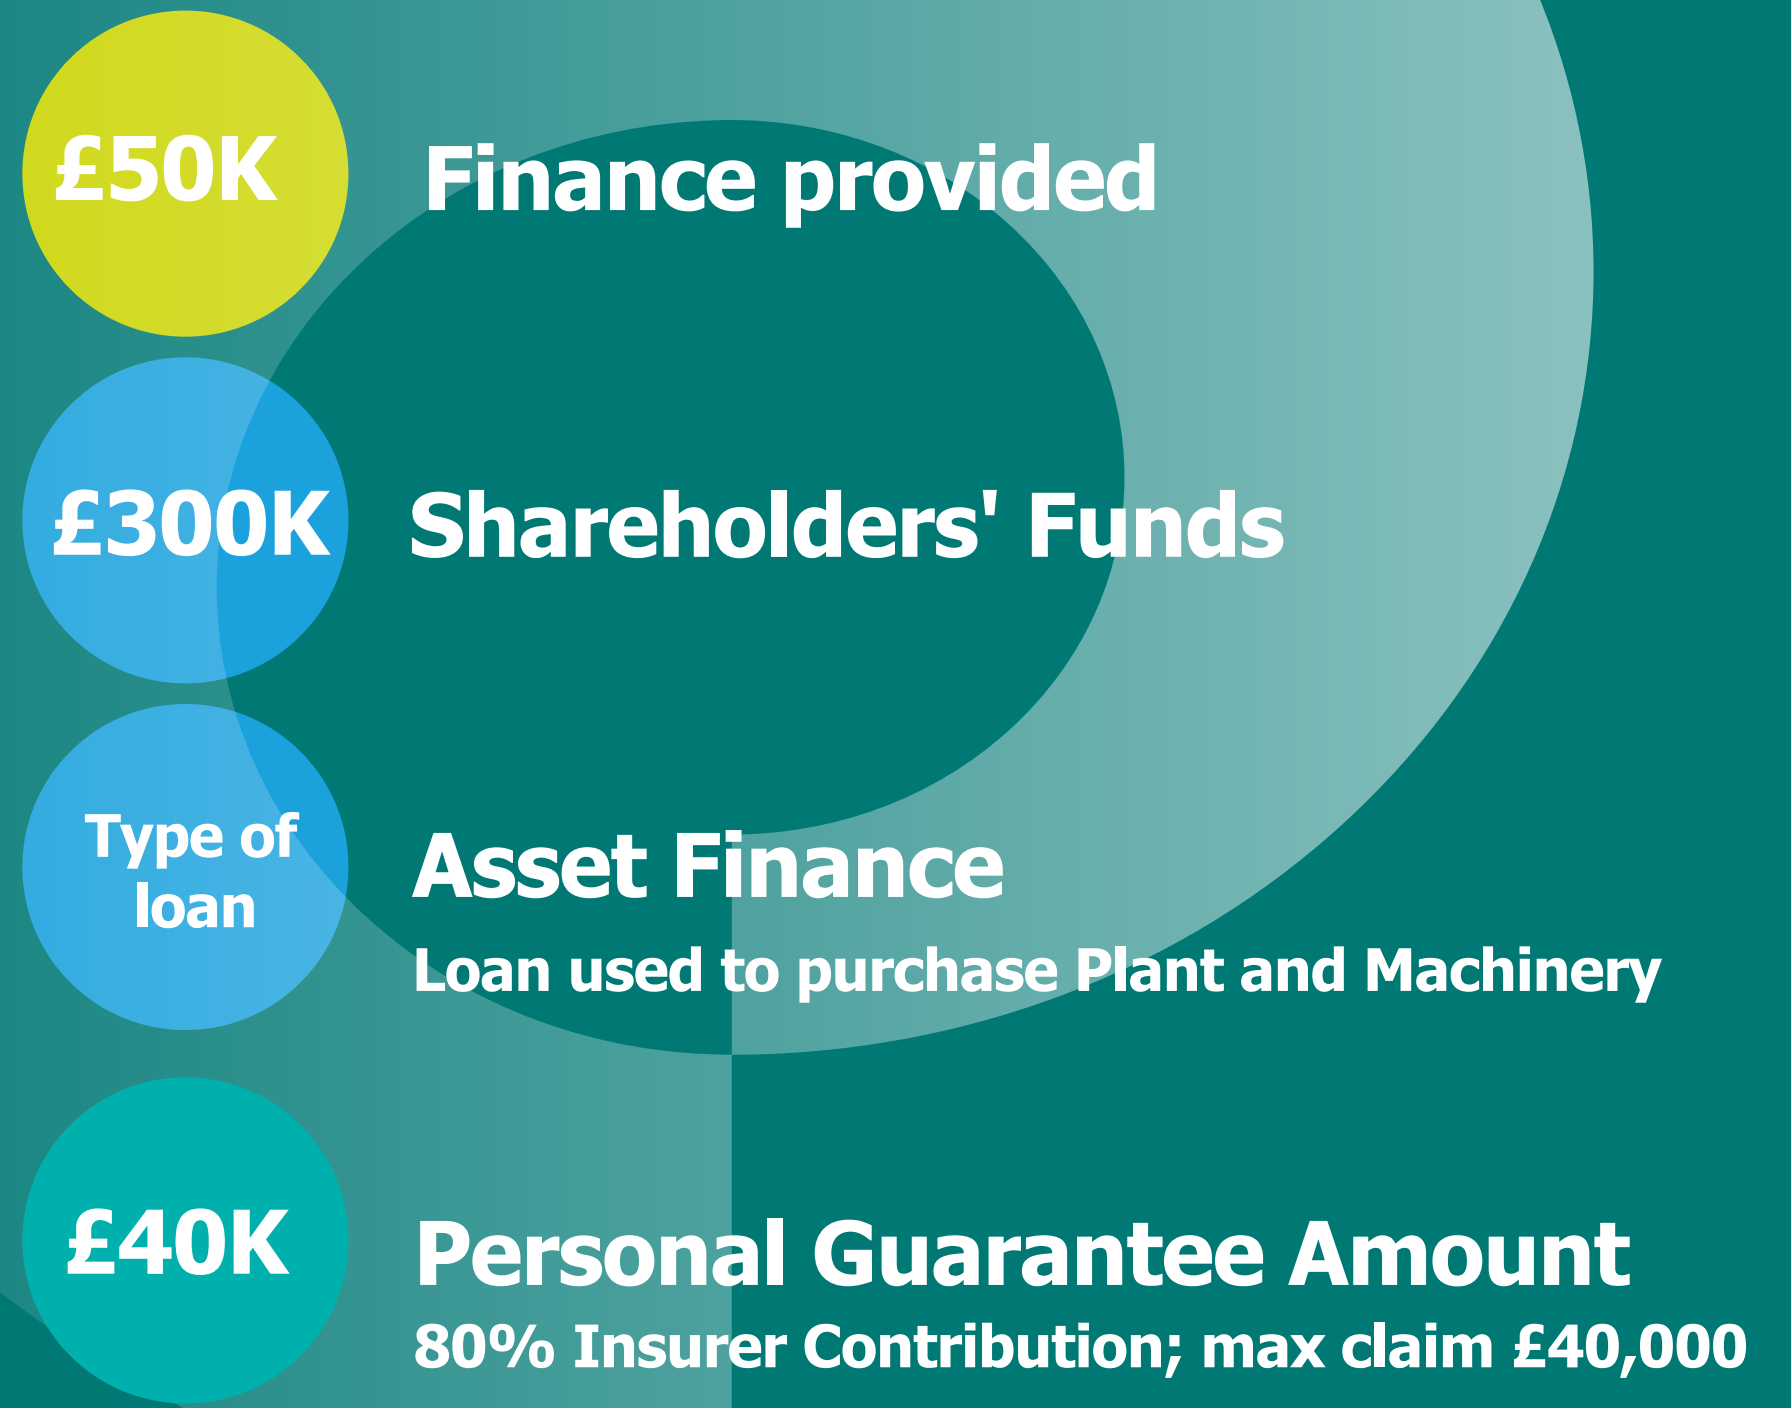 £50K
Finance provided
£300K
Shareholders' Funds
Type of
loan
Asset Finance
Loan used to purchase Plant and Machinery
£40K
Personal Guarantee Amount
80% Insurer Contribution; max claim £40,000